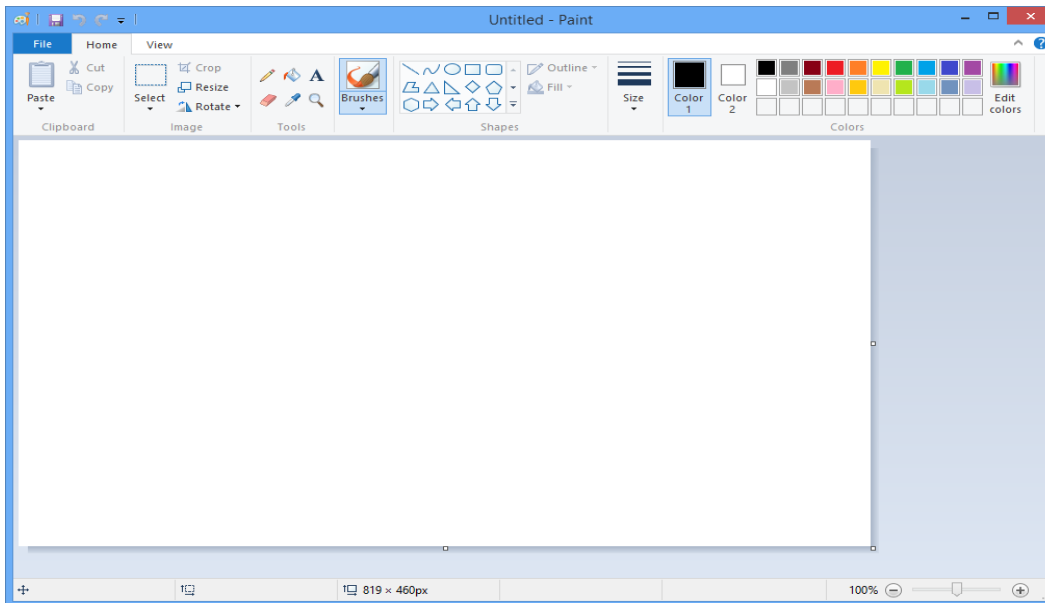 Untitled - Paint
File Home View
Paste
Cut
Copy
Clipboard
Select
Crop
Resize
Rotate
Image
A
Tools
Brushes
Outline
Fill
Shapes
Size
Color
1
Color
2
Edit
colors
Colors
819 × 460px
100%